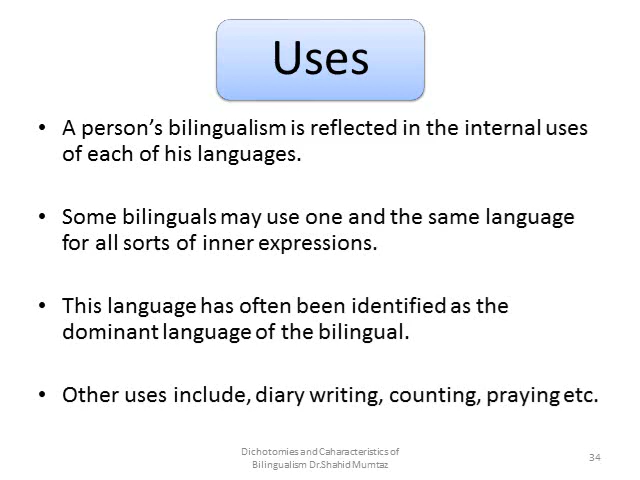 Uses
• A person's bilingualism is reflected in the internal uses
of each of his languages.
• Some bilinguals may use one and the same language
for all sorts of inner expressions.
• This language has often been identified as the
dominant language of the bilingual.
• Other uses include, diary writing, counting, praying etc.
Dichotomies and Caharacteristics of
Bilingualism Dr.Shahid Mumtaz
34